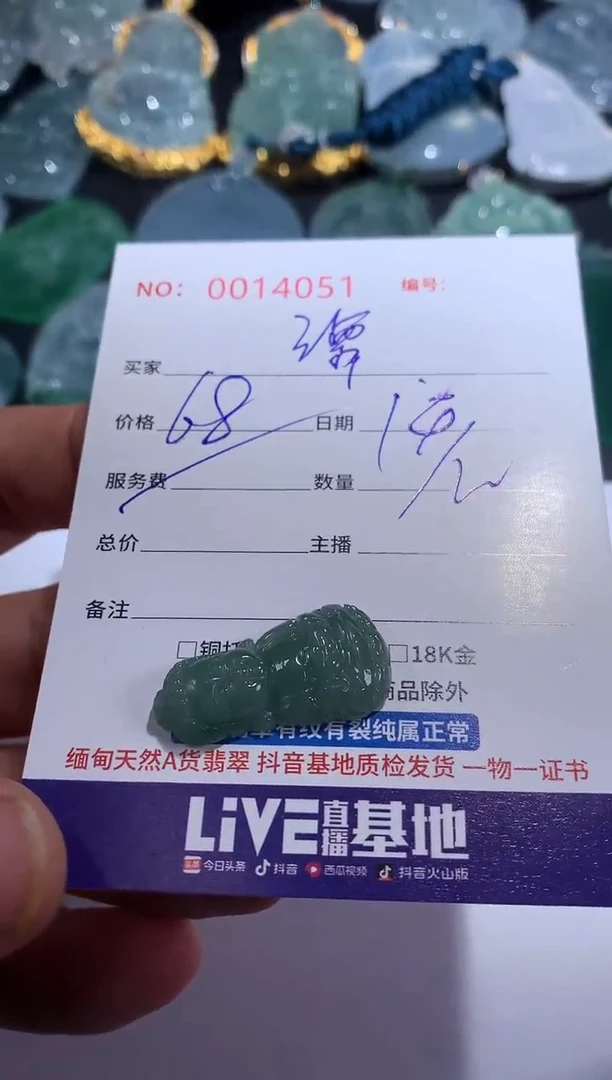 NO: 0014051 编号:
买家 谭
价格 68 日期
服务费 数量
总价 主播
备注
□18K金
品除外
有纹有裂纯属正常
缅甸天然A货翡翠 抖音基地质检发货 一物一证书
LiVE直播基地
今日头条 抖音 西瓜视频 抖音火山版